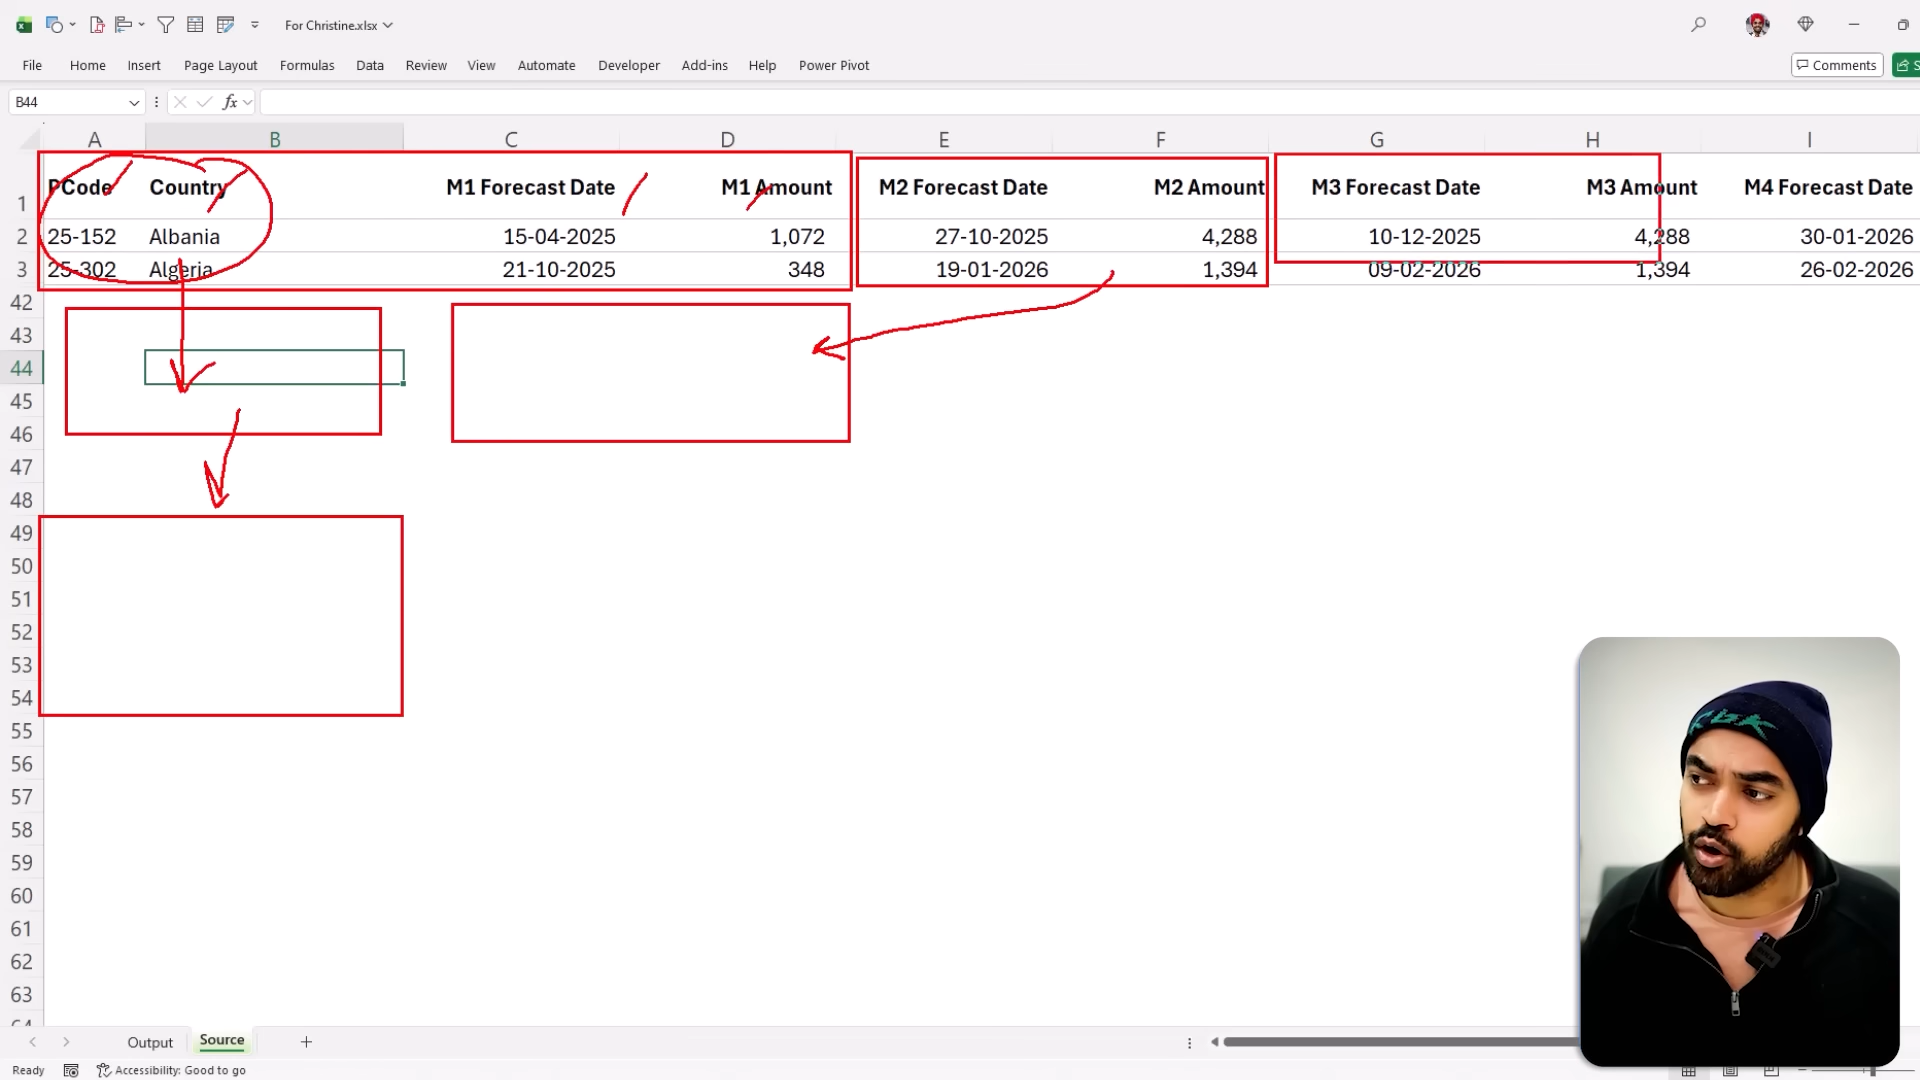 For Christine.xlsx
File Home Insert Page Layout Formulas Data Review View Automate Developer Add-ins Help Power Pivot Comments
B44 fx
A B C D E F G H I
1 PCode Country M1 Forecast Date M1 Amount M2 Forecast Date M2 Amount M3 Forecast Date M3 Amount M4 Forecast Date
2 25-152 Albania 15-04-2025 1,072 27-10-2025 4,288 10-12-2025 4,288 30-01-2026
3 25-302 Algeria 21-10-2025 348 19-01-2026 1,394 09-02-2026 1,394 26-02-2026
42
43
44
45
46
47
48
49
50
51
52
53
54
55
56
57
58
59
60
61
62
63
Output Source
Ready Accessibility: Good to go